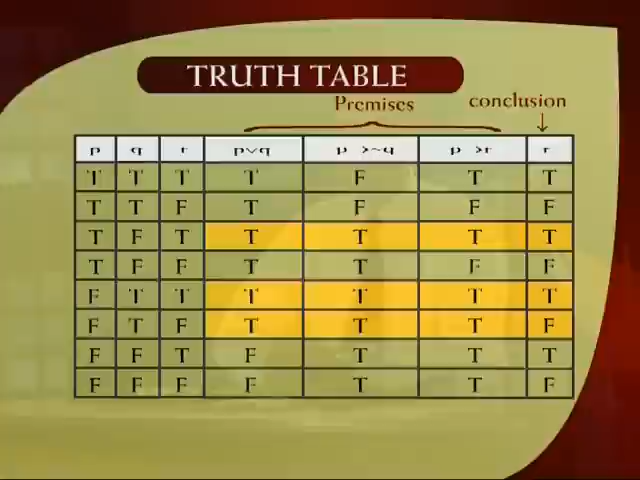 TRUTH TABLE
Premises conclusion
p q r p∨q p >~q p >r r
T T T T F T T
T T F T F F F
T F T T T T T
T F F T T F F
F T T T T T T
F T F T T T F
F F T F T T T
F F F F T T F